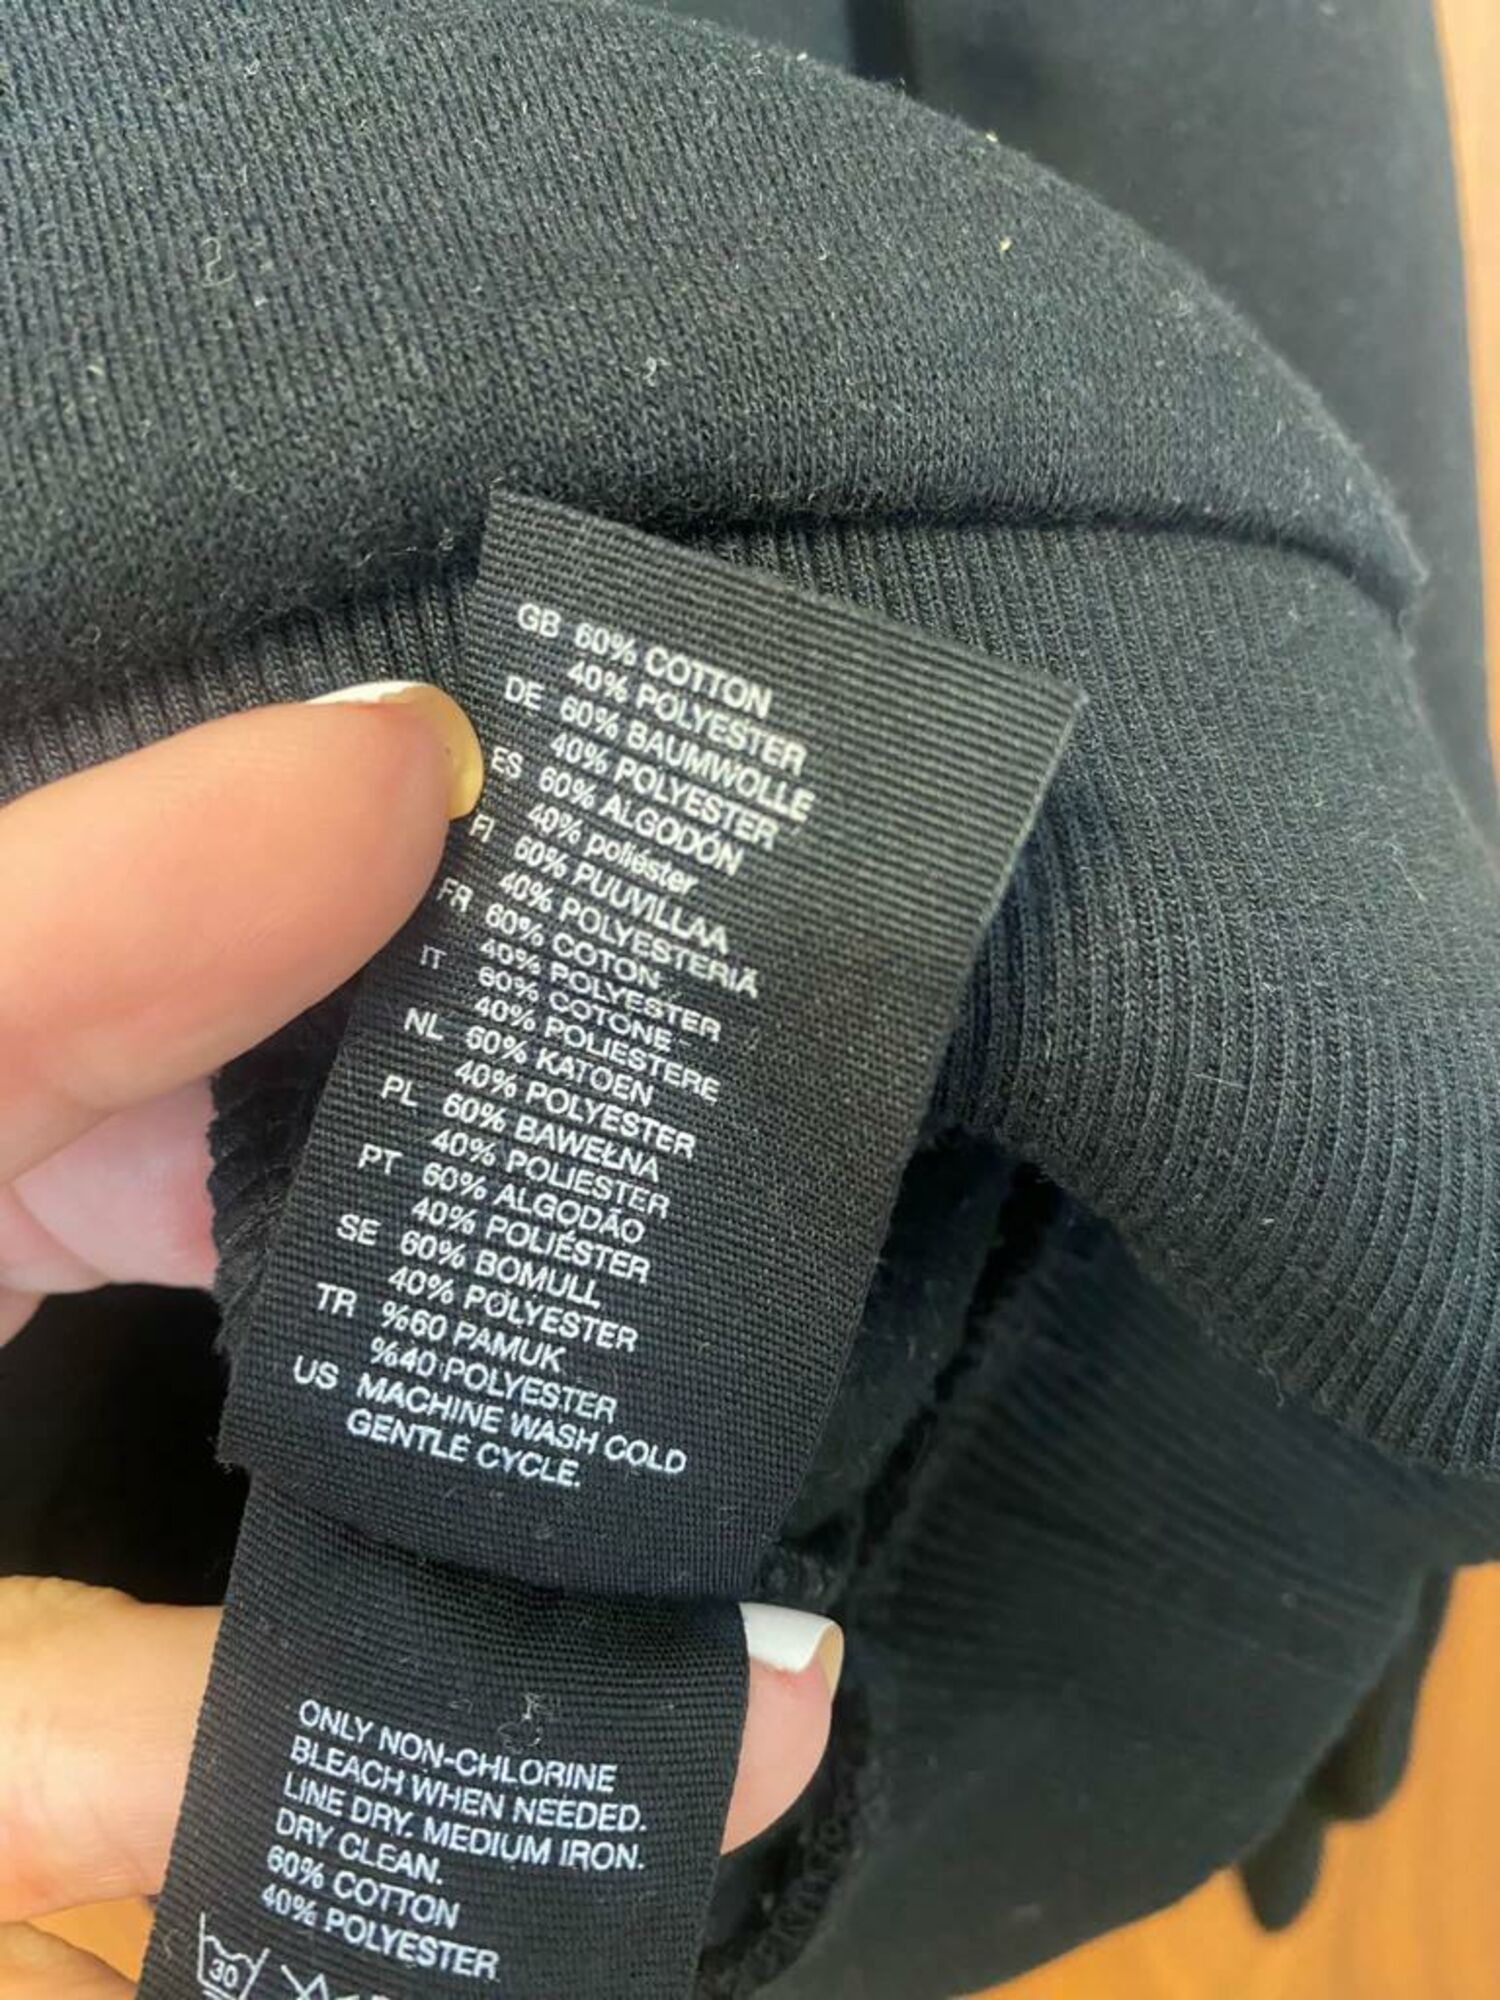 GB 60% COTTON
40% POLYESTER
DE 60% BAUMWOLLE
40% POLYESTER
ES 60% ALGODÓN
40% poliéster
FI 60% PUUVILLAA
40% POLYESTERIÄ
FR 60% COTON
40% POLYESTER
IT 60% COTONE
40% POLIESTERE
NL 60% KATOEN
40% POLYESTER
PL 60% BAWEŁNA
40% POLIESTER
PT 60% ALGODÃO
40% POLIÉSTER
SE 60% BOMULL
40% POLYESTER
TR %60 PAMUK
%40 POLYESTER
US MACHINE WASH COLD
GENTLE CYCLE.
ONLY NON-CHLORINE
BLEACH WHEN NEEDED.
LINE DRY. MEDIUM IRON.
DRY CLEAN.
60% COTTON
40% POLYESTER
30